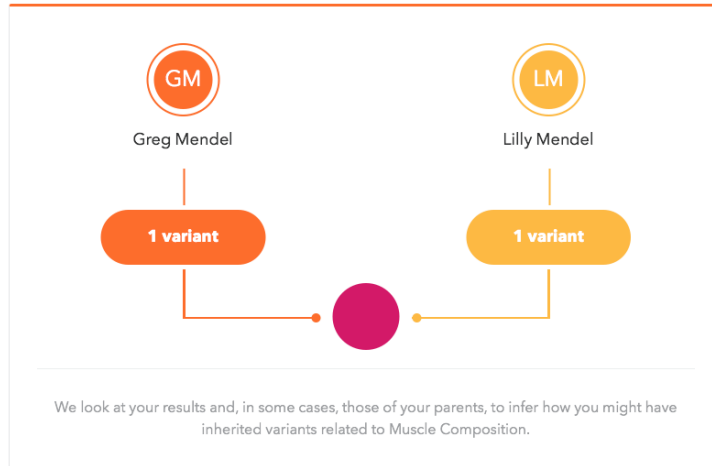 GM
LM
Greg Mendel
Lilly Mendel
1 variant
1 variant
We look at your results and, in some cases, those of your parents, to infer how you might have
inherited variants related to Muscle Composition.